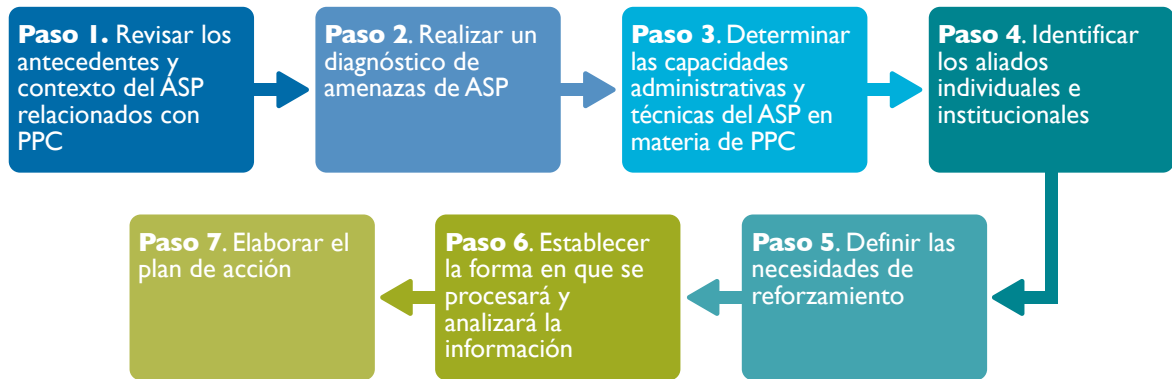 Paso 1. Revisar los
antecedentes y
contexto del ASP
relacionados con
PPC
Paso 2. Realizar un
diagnóstico de
amenazas de ASP
Paso 3. Determinar
las capacidades
administrativas y
técnicas del ASP en
materia de PPC
Paso 4. Identificar
los aliados
individuales e
institucionales
Paso 5. Definir las
necesidades de
reforzamiento
Paso 6. Establecer
la forma en que se
procesará y
analizará la
información
Paso 7. Elaborar el
plan de acción